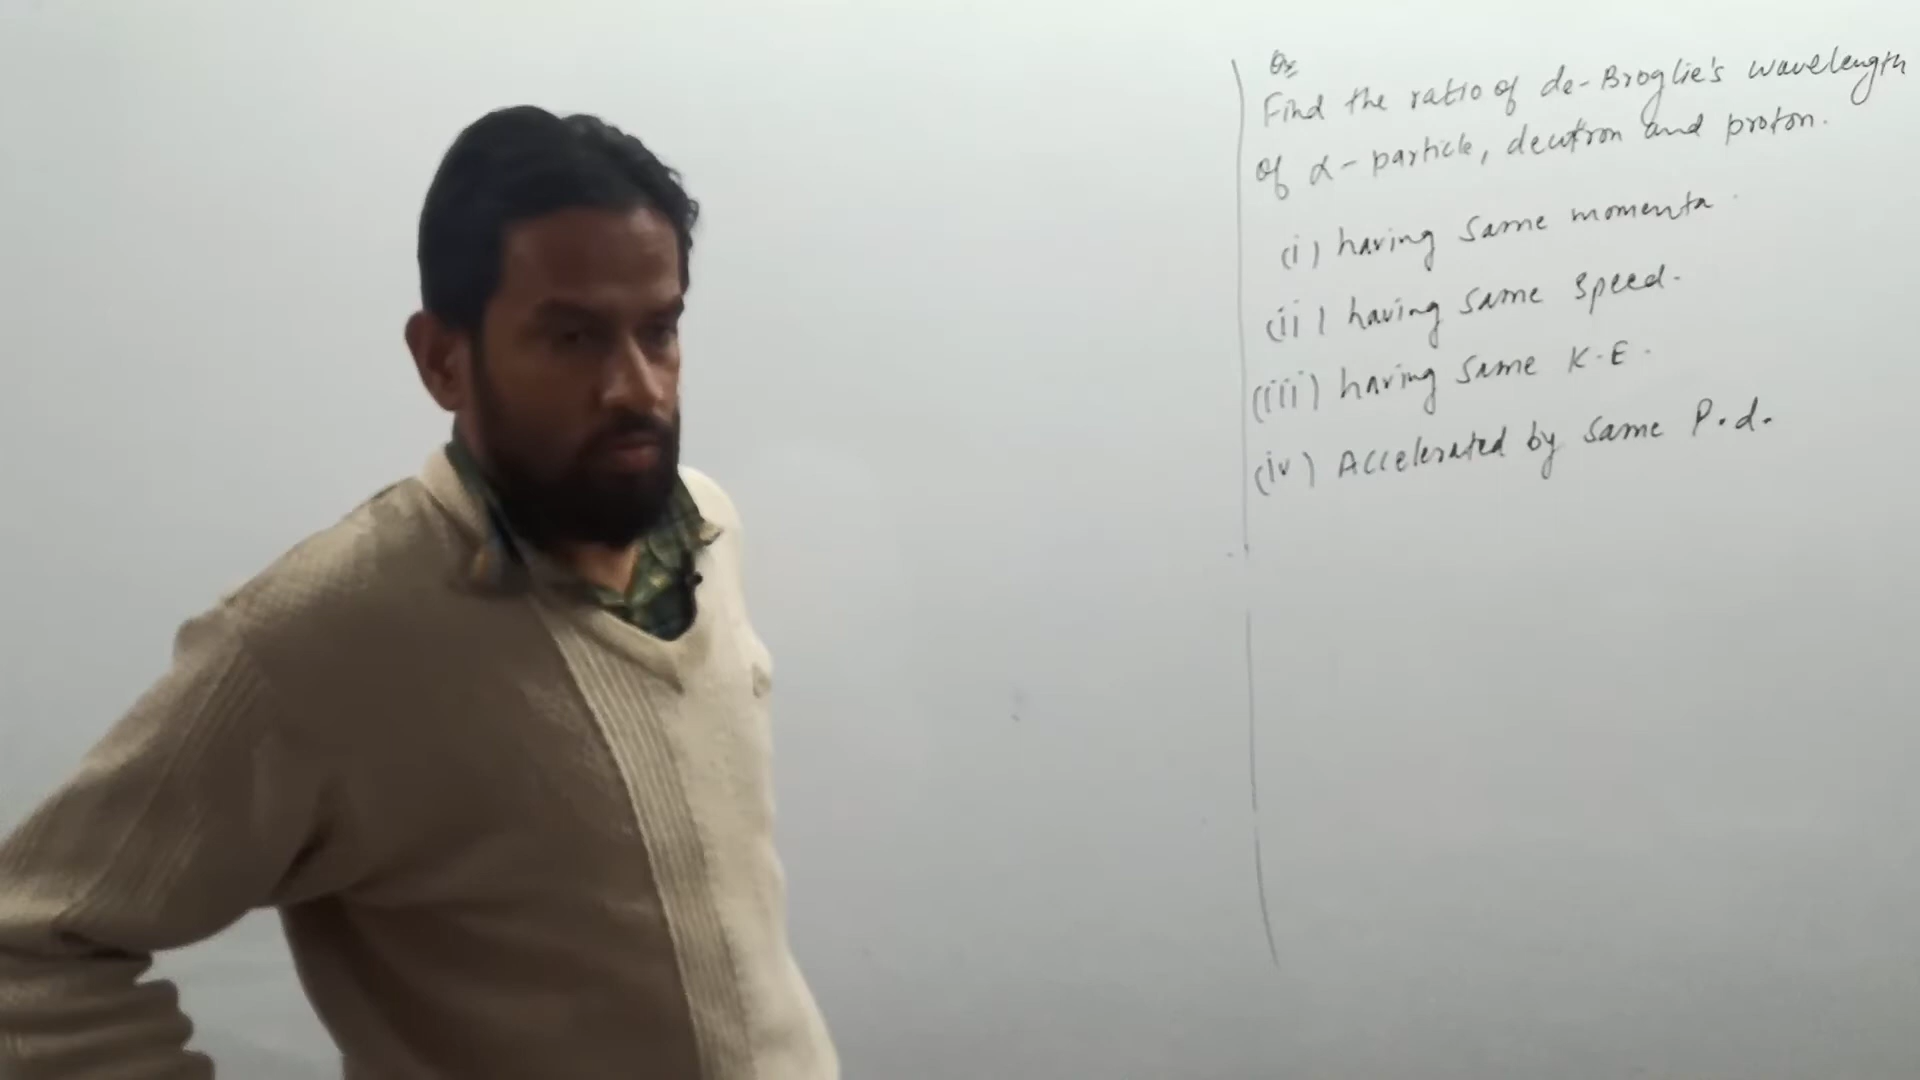 Qs
Find the ratio of de-Broglie's wavelength
of α-particle, deutron and proton.
(i) having same momenta.
(ii) having same speed.
(iii) having same K.E.
(iv) Accelerated by same P.d.